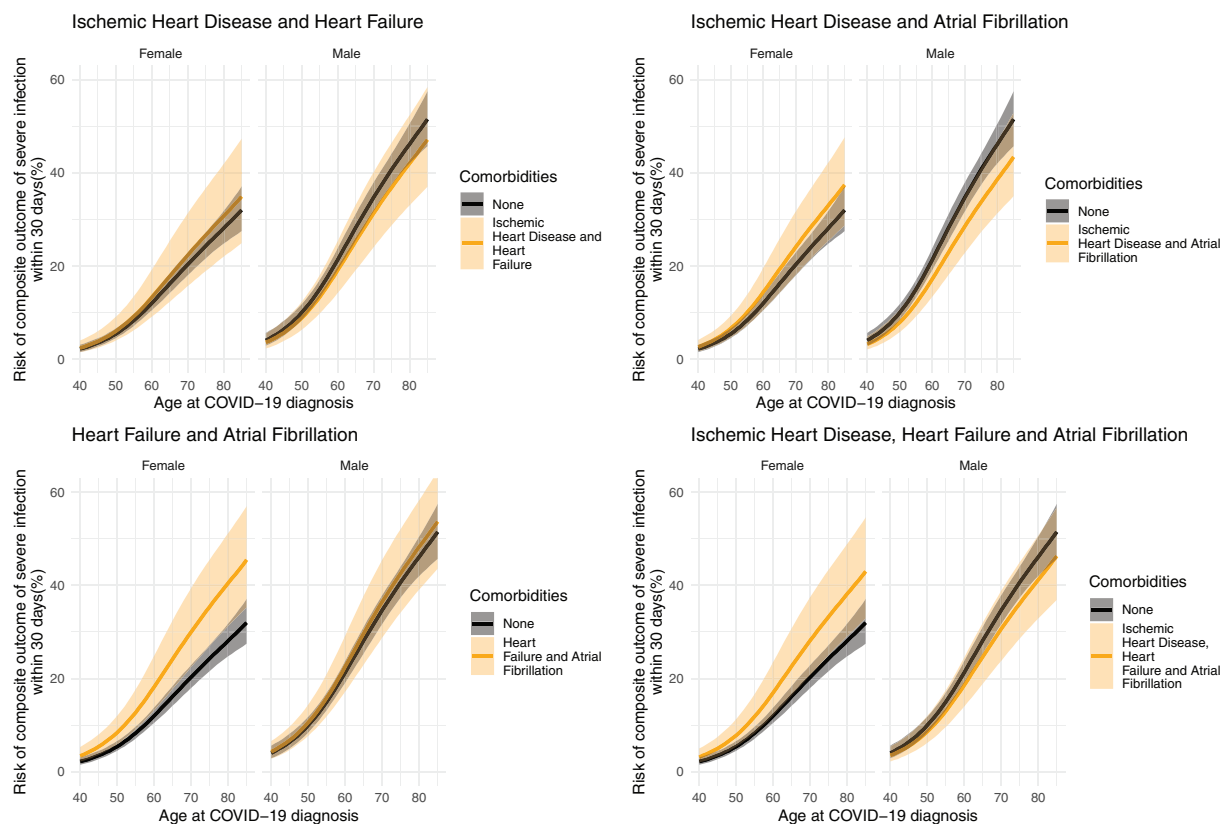 Ischemic Heart Disease and Heart Failure
Female
Male
Risk of composite outcome of severe infection
within 30 days(%)
60
40
20
0
40 50 60 70 80
40 50 60 70 80
Age at COVID−19 diagnosis
Comorbidities
None
Ischemic
Heart Disease and
Heart
Failure
Ischemic Heart Disease and Atrial Fibrillation
Female
Male
Risk of composite outcome of severe infection
within 30 days(%)
60
40
20
0
40 50 60 70 80
40 50 60 70 80
Age at COVID−19 diagnosis
Comorbidities
None
Ischemic
Heart Disease and Atrial
Fibrillation
Heart Failure and Atrial Fibrillation
Female
Male
Risk of composite outcome of severe infection
within 30 days(%)
60
40
20
0
40 50 60 70 80
40 50 60 70 80
Age at COVID−19 diagnosis
Comorbidities
None
Heart
Failure and Atrial
Fibrillation
Ischemic Heart Disease, Heart Failure and Atrial Fibrillation
Female
Male
Risk of composite outcome of severe infection
within 30 days(%)
60
40
20
0
40 50 60 70 80
40 50 60 70 80
Age at COVID−19 diagnosis
Comorbidities
None
Ischemic
Heart Disease,
Heart
Failure and Atrial
Fibrillation